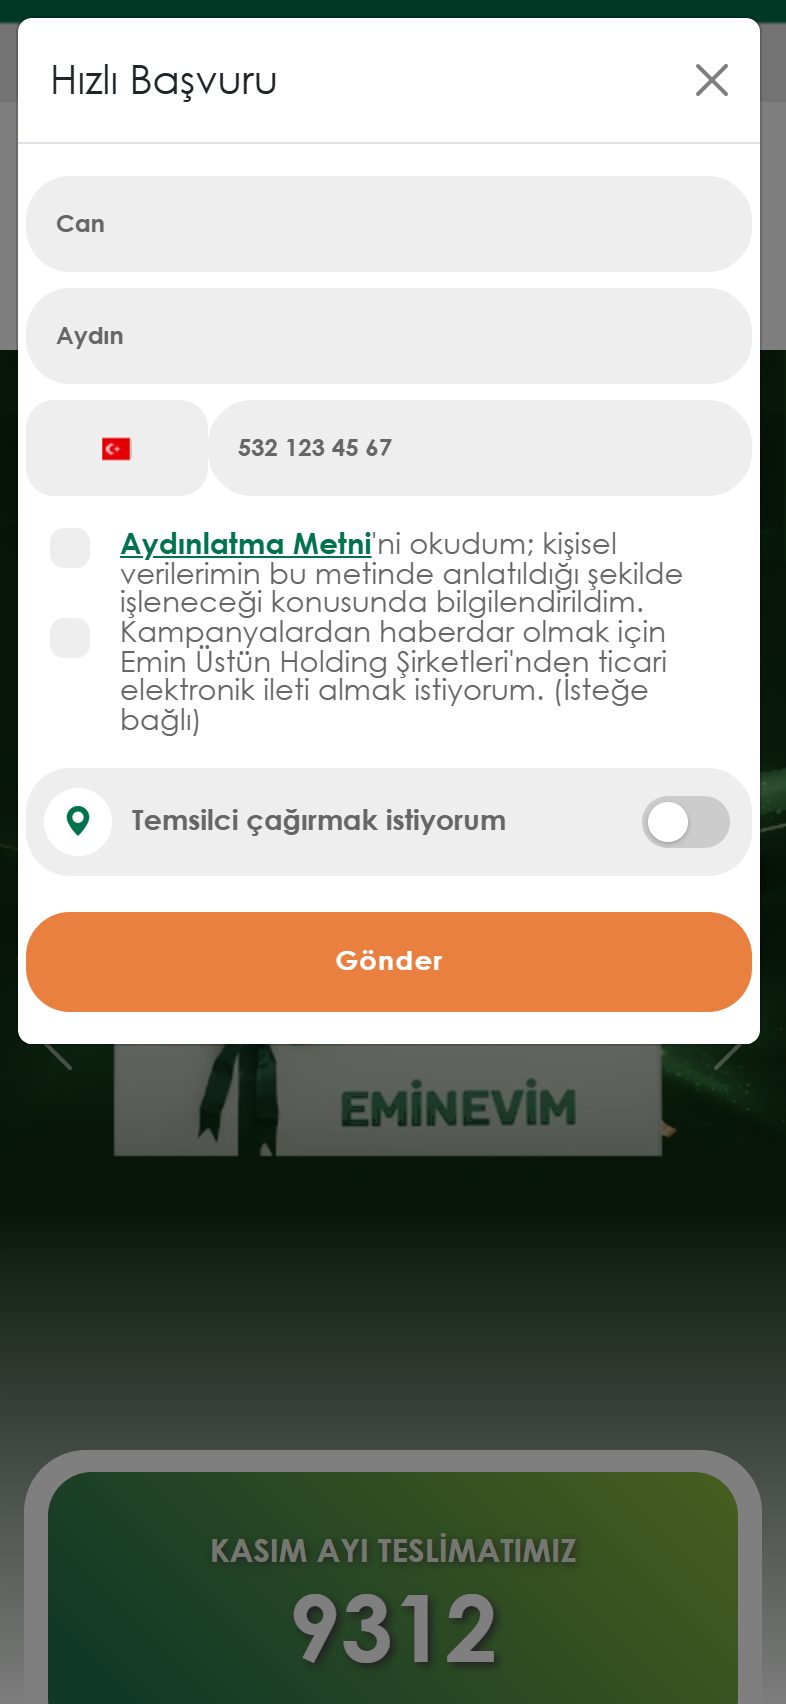 Hızlı Başvuru
Can
Aydın
532 123 45 67
Aydınlatma Metni'ni okudum; kişisel
verilerimin bu metinde anlatıldığı şekilde
işleneceği konusunda bilgilendirildim.
Kampanyalardan haberdar olmak için
Emin Üstün Holding Şirketleri'nden ticari
elektronik ileti almak istiyorum. (İsteğe
bağlı)
Temsilci çağırmak istiyorum
Gönder
EMİNEVİM
KASIM AYI TESLİMATIMIZ
9312